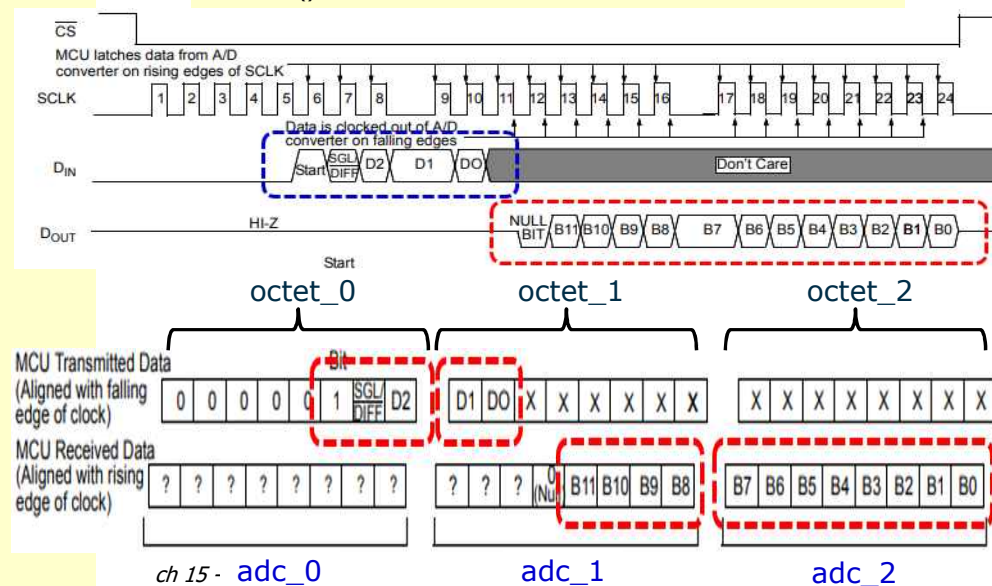 ()
CS
MCU latches data from A/D
converter on rising edges of SCLK
SCLK 1 2 3 4 5 6 7 8 9 10 11 12 13 14 15 16 17 18 19 20 21 22 23 24
Data is clocked out of A/D
converter on falling edges
DIN Start SGL/DIFF D2 D1 DO Don't Care
DOUT HI-Z NULL BIT B11 B10 B9 B8 B7 B6 B5 B4 B3 B2 B1 B0
Start
octet_0 octet_1 octet_2
MCU Transmitted Data
(Aligned with falling
edge of clock)
Bit
0 0 0 0 0 1 SGL/DIFF D2 D1 DO X X X X X X X X X X X X X X
MCU Received Data
(Aligned with rising
edge of clock)
? ? ? ? ? ? ? ? ? ? ? 0 B11 B10 B9 B8 B7 B6 B5 B4 B3 B2 B1 B0
(Nu
ch 15 - adc_0 adc_1 adc_2